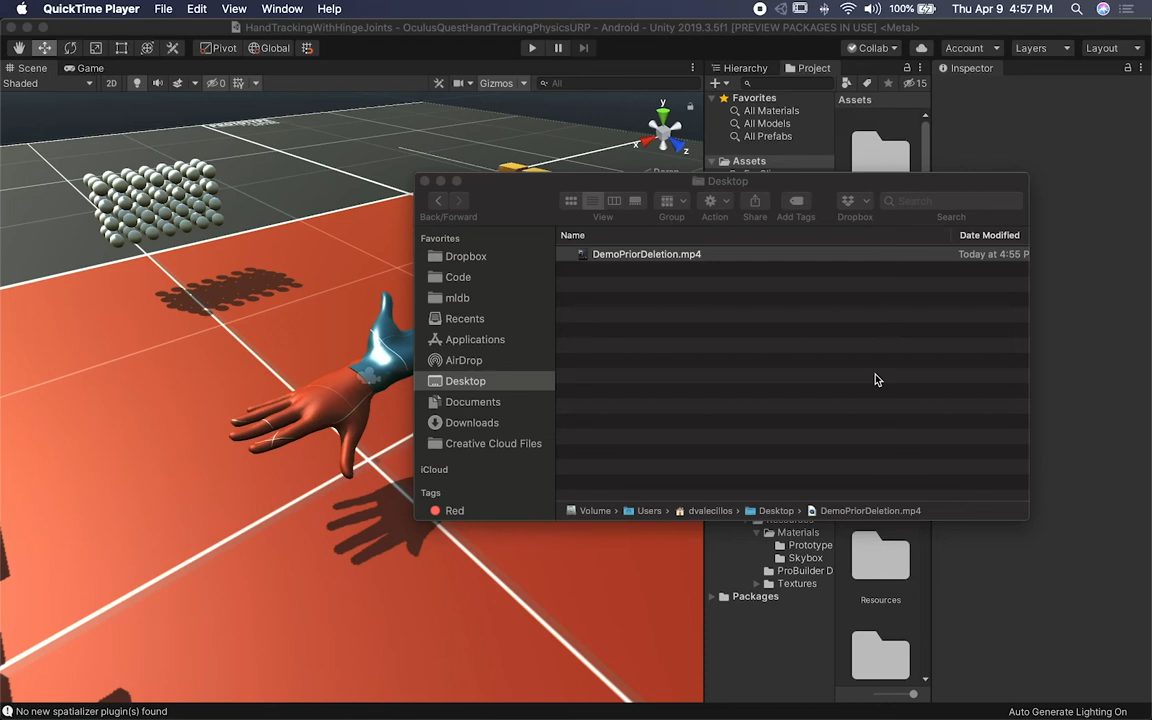 QuickTime Player File Edit View Window Help 100% Thu Apr 9 4:57 PM
HandTrackingWithHingeJoints - OculusQuestHandTrackingPhysicsURP - Android - Unity 2019.3.5f1 [PREVIEW PACKAGES IN USE] <Metal>
Pivot Global Collab Account Layers Layout
Scene Game Hierarchy Project Inspector
Shaded 2D 0 Gizmos All 15
Favorites
All Materials
All Models
All Prefabs
Assets
Assets
y
x
z
Desktop
Back/Forward View Group Action Share Add Tags Dropbox Search
Search
Favorites
Dropbox
Code
mldb
Recents
Applications
AirDrop
Desktop
Documents
Downloads
Creative Cloud Files
iCloud
Tags
Red
Name Date Modified
DemoPriorDeletion.mp4 Today at 4:55 P
Volume › Users › dvalecillos › Desktop › DemoPriorDeletion.mp4
Materials
Prototype
Skybox
ProBuilder D
Textures
Packages
Resources
No new spatializer plugin(s) found
Auto Generate Lighting On